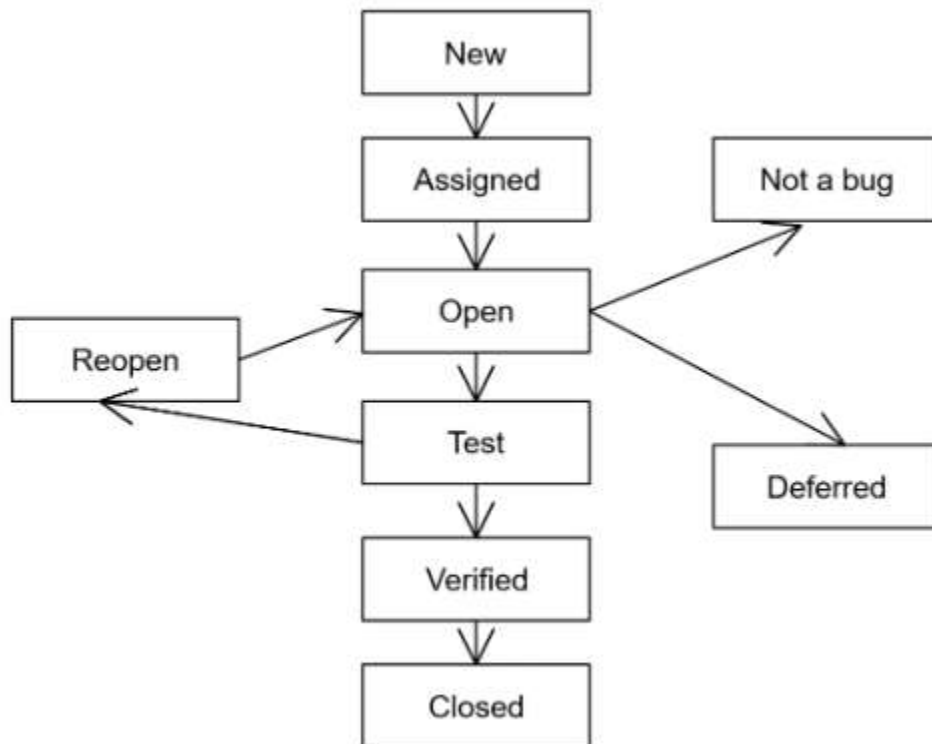 New
Assigned
Not a bug
Open
Reopen
Test
Deferred
Verified
Closed